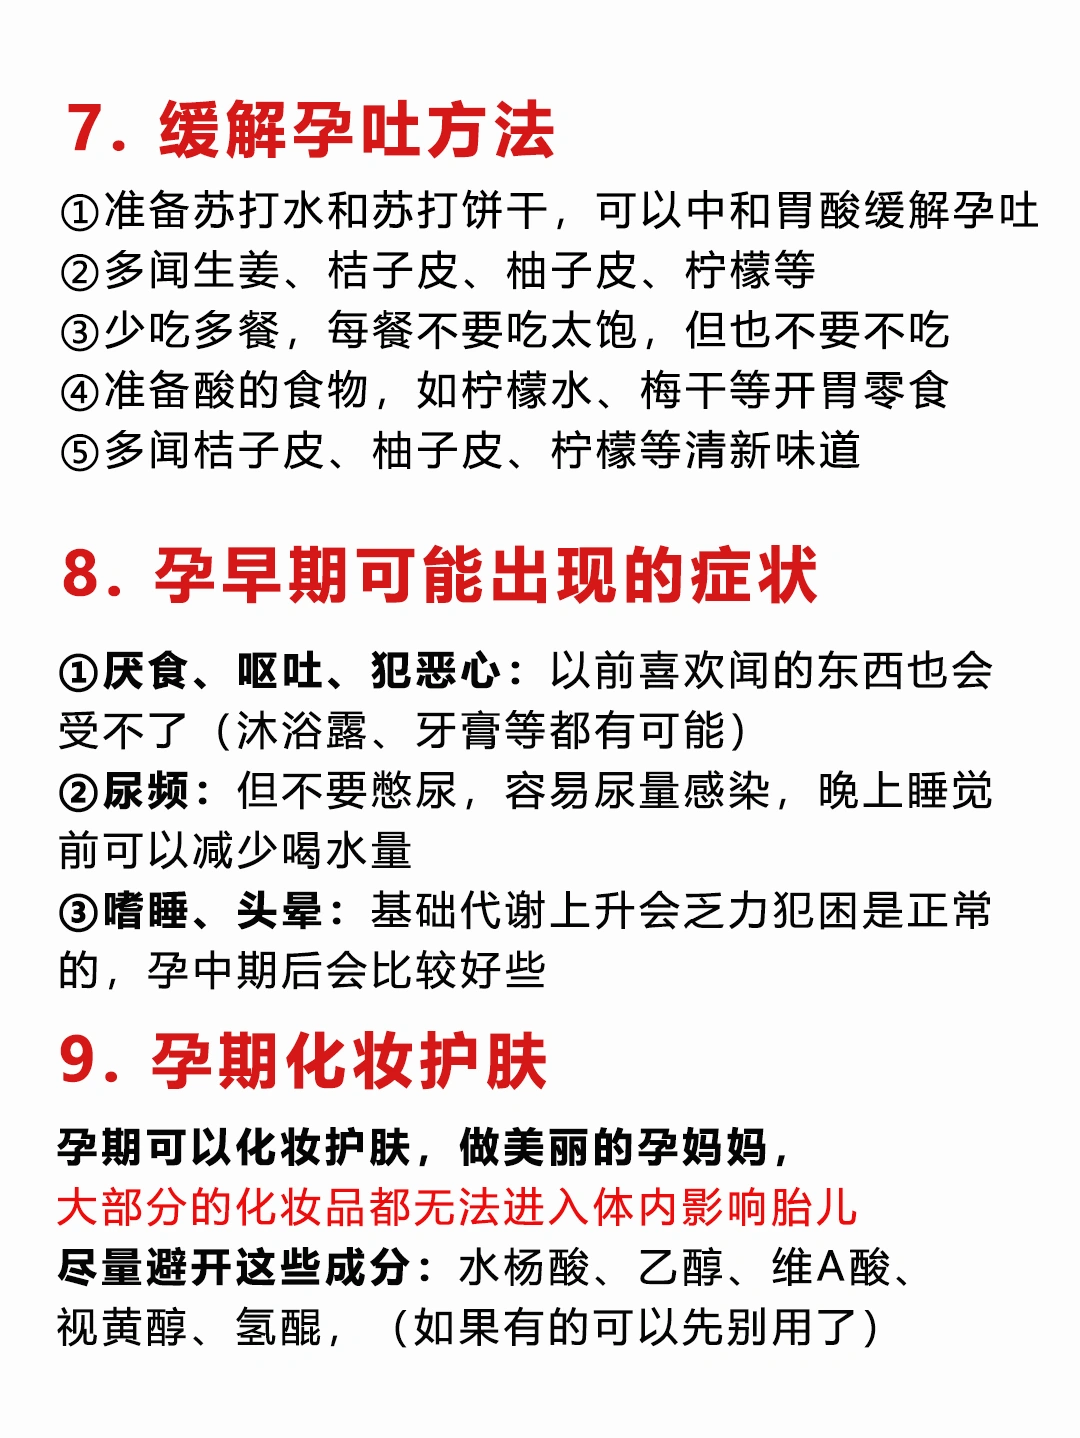 7. 缓解孕吐方法
①准备苏打水和苏打饼干，可以中和胃酸缓解孕吐
②多闻生姜、桔子皮、柚子皮、柠檬等
③少吃多餐，每餐不要吃太饱，但也不要不吃
④准备酸的食物，如柠檬水、梅干等开胃零食
⑤多闻桔子皮、柚子皮、柠檬等清新味道
8. 孕早期可能出现的症状
①厌食、呕吐、犯恶心：以前喜欢闻的东西也会
受不了（沐浴露、牙膏等都有可能）
②尿频：但不要憋尿，容易尿量感染，晚上睡觉
前可以减少喝水量
③嗜睡、头晕：基础代谢上升会乏力犯困是正常
的，孕中期后会比较好些
9. 孕期化妆护肤
孕期可以化妆护肤，做美丽的孕妈妈，
大部分的化妆品都无法进入体内影响胎儿
尽量避开这些成分：水杨酸、乙醇、维A酸、
视黄醇、氢醌，（如果有的可以先别用了）